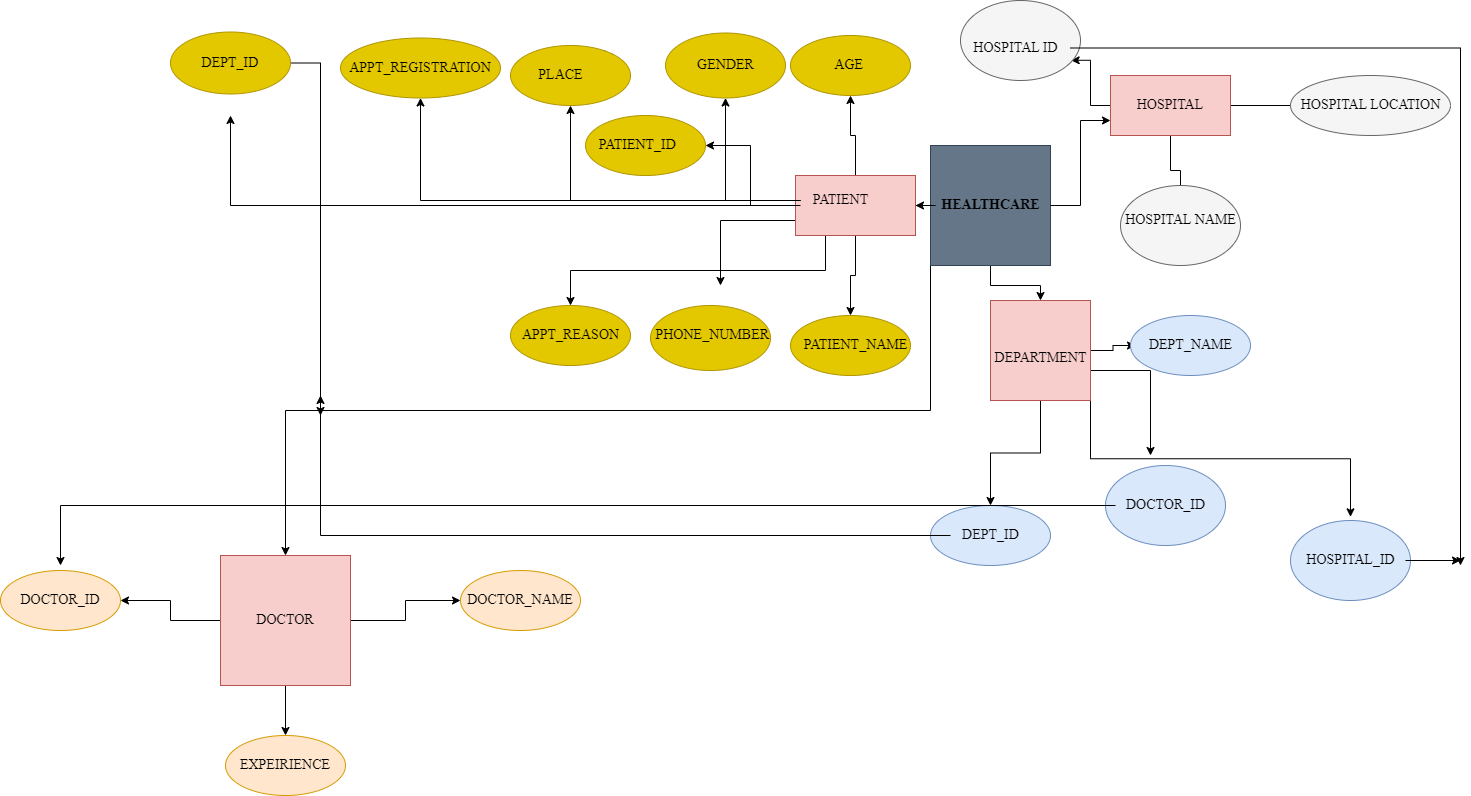 HOSPITAL ID
DEPT_ID
APPT_REGISTRATION
PLACE
GENDER
AGE
HOSPITAL
HOSPITAL LOCATION
PATIENT_ID
PATIENT
HEALTHCARE
HOSPITAL NAME
APPT_REASON
PHONE_NUMBER
PATIENT_NAME
DEPARTMENT
DEPT_NAME
DOCTOR_ID
DEPT_ID
HOSPITAL_ID
DOCTOR_ID
DOCTOR
DOCTOR_NAME
EXPEIRIENCE